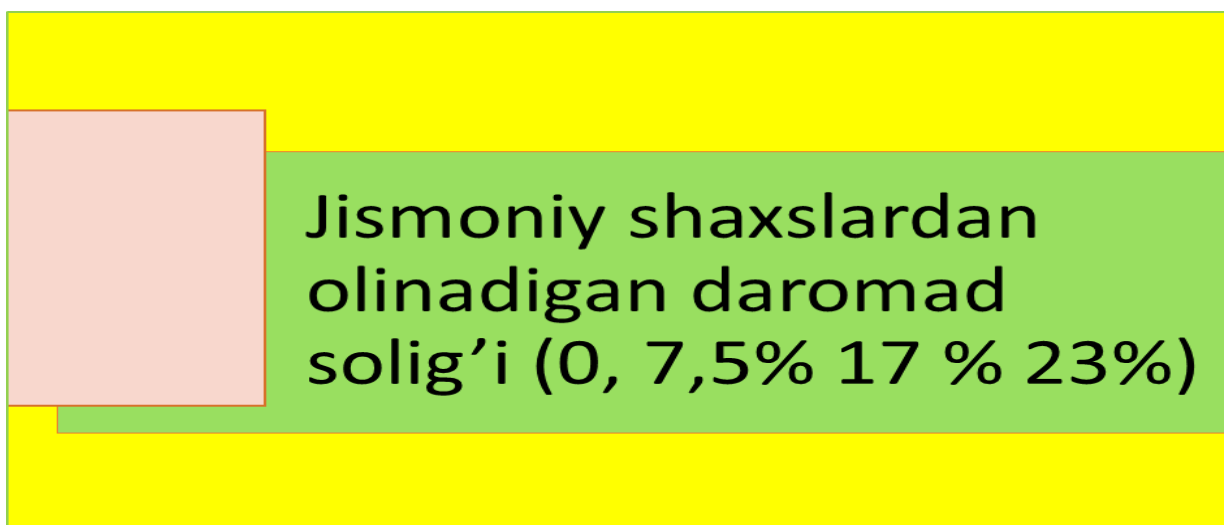 Jismoniy shaxslardan
olinadigan daromad
solig’i (0, 7,5% 17 % 23%)